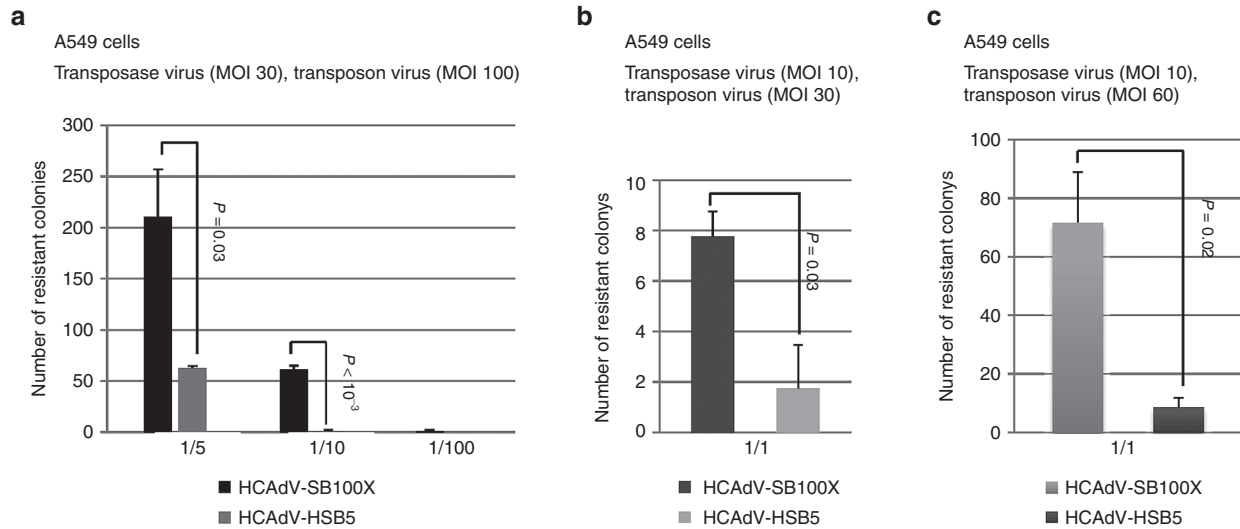 a
A549 cells
Transposase virus (MOI 30), transposon virus (MOI 100)
Number of resistant colonies
300
250
200
150
100
50
0
P = 0.03
P < 10⁻³
1/5 1/10 1/100
HCAdV-SB100X
HCAdV-HSB5
b
A549 cells
Transposase virus (MOI 10),
transposon virus (MOI 30)
Number of resistant colonys
10
8
6
4
2
0
P = 0.03
1/1
HCAdV-SB100X
HCAdV-HSB5
c
A549 cells
Transposase virus (MOI 10),
transposon virus (MOI 60)
Number of resistant colonys
100
80
60
40
20
0
P = 0.02
1/1
HCAdV-SB100X
HCAdV-HSB5